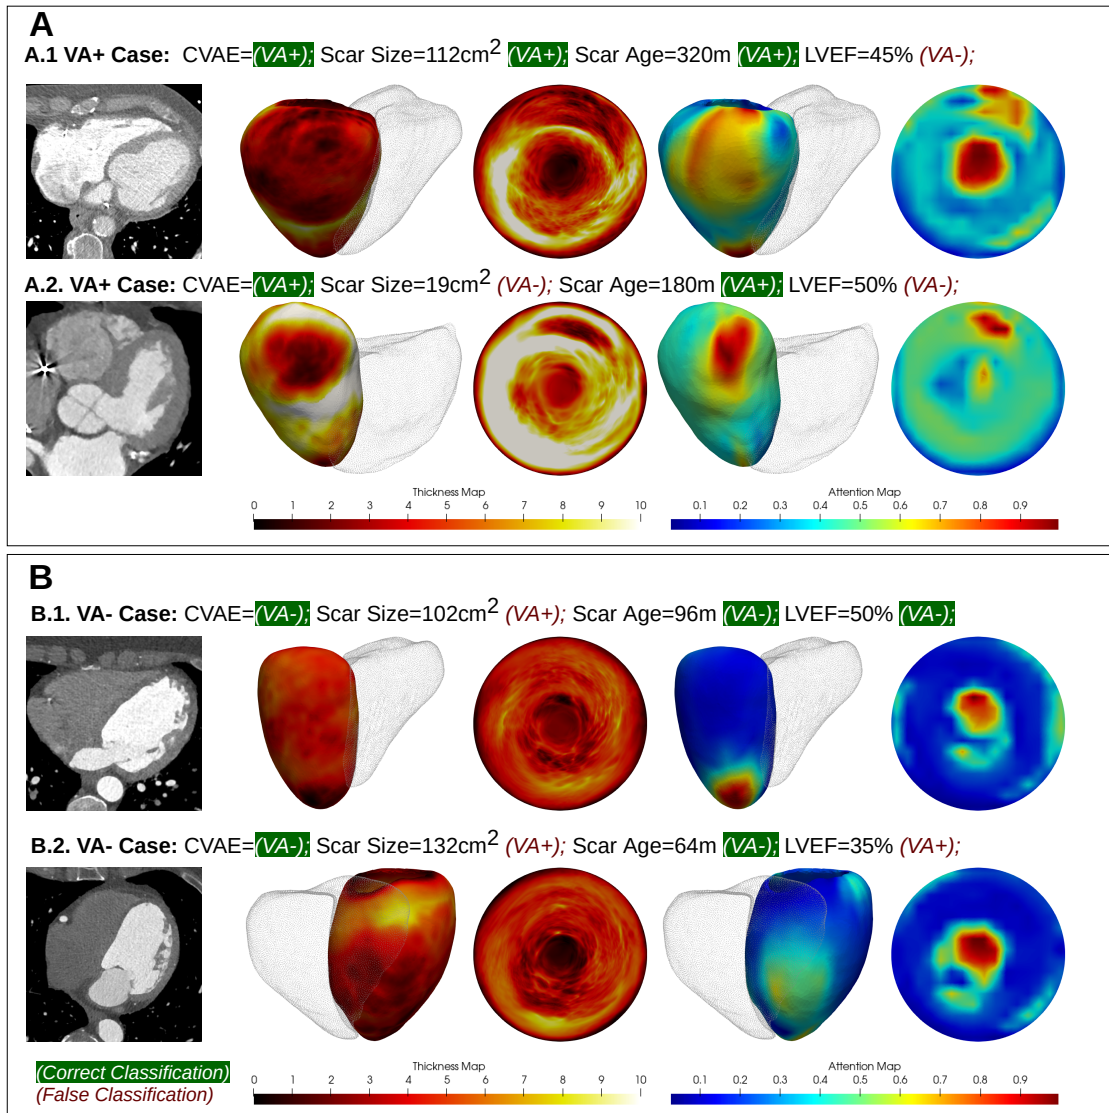 A
A.1 VA+ Case: CVAE=(VA+); Scar Size=112cm² (VA+); Scar Age=320m (VA+); LVEF=45% (VA-);
A.2. VA+ Case: CVAE=(VA+); Scar Size=19cm² (VA-); Scar Age=180m (VA+); LVEF=50% (VA-);
Thickness Map
0 1 2 3 4 5 6 7 8 9 10
Attention Map
0.1 0.2 0.3 0.4 0.5 0.6 0.7 0.8 0.9
B
B.1. VA- Case: CVAE=(VA-); Scar Size=102cm² (VA+); Scar Age=96m (VA-); LVEF=50% (VA-);
B.2. VA- Case: CVAE=(VA-); Scar Size=132cm² (VA+); Scar Age=64m (VA-); LVEF=35% (VA+);
(Correct Classification)
(False Classification)
Thickness Map
0 1 2 3 4 5 6 7 8 9 10
Attention Map
0.1 0.2 0.3 0.4 0.5 0.6 0.7 0.8 0.9